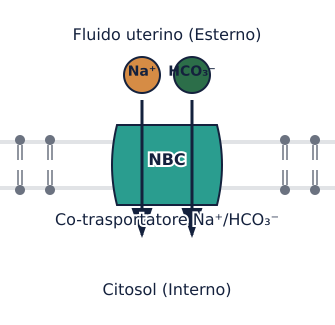 Fluido uterino (Esterno)
Na⁺ HCO₃⁻
NBC
Co-trasportatore Na⁺/HCO₃⁻
Citosol (Interno)